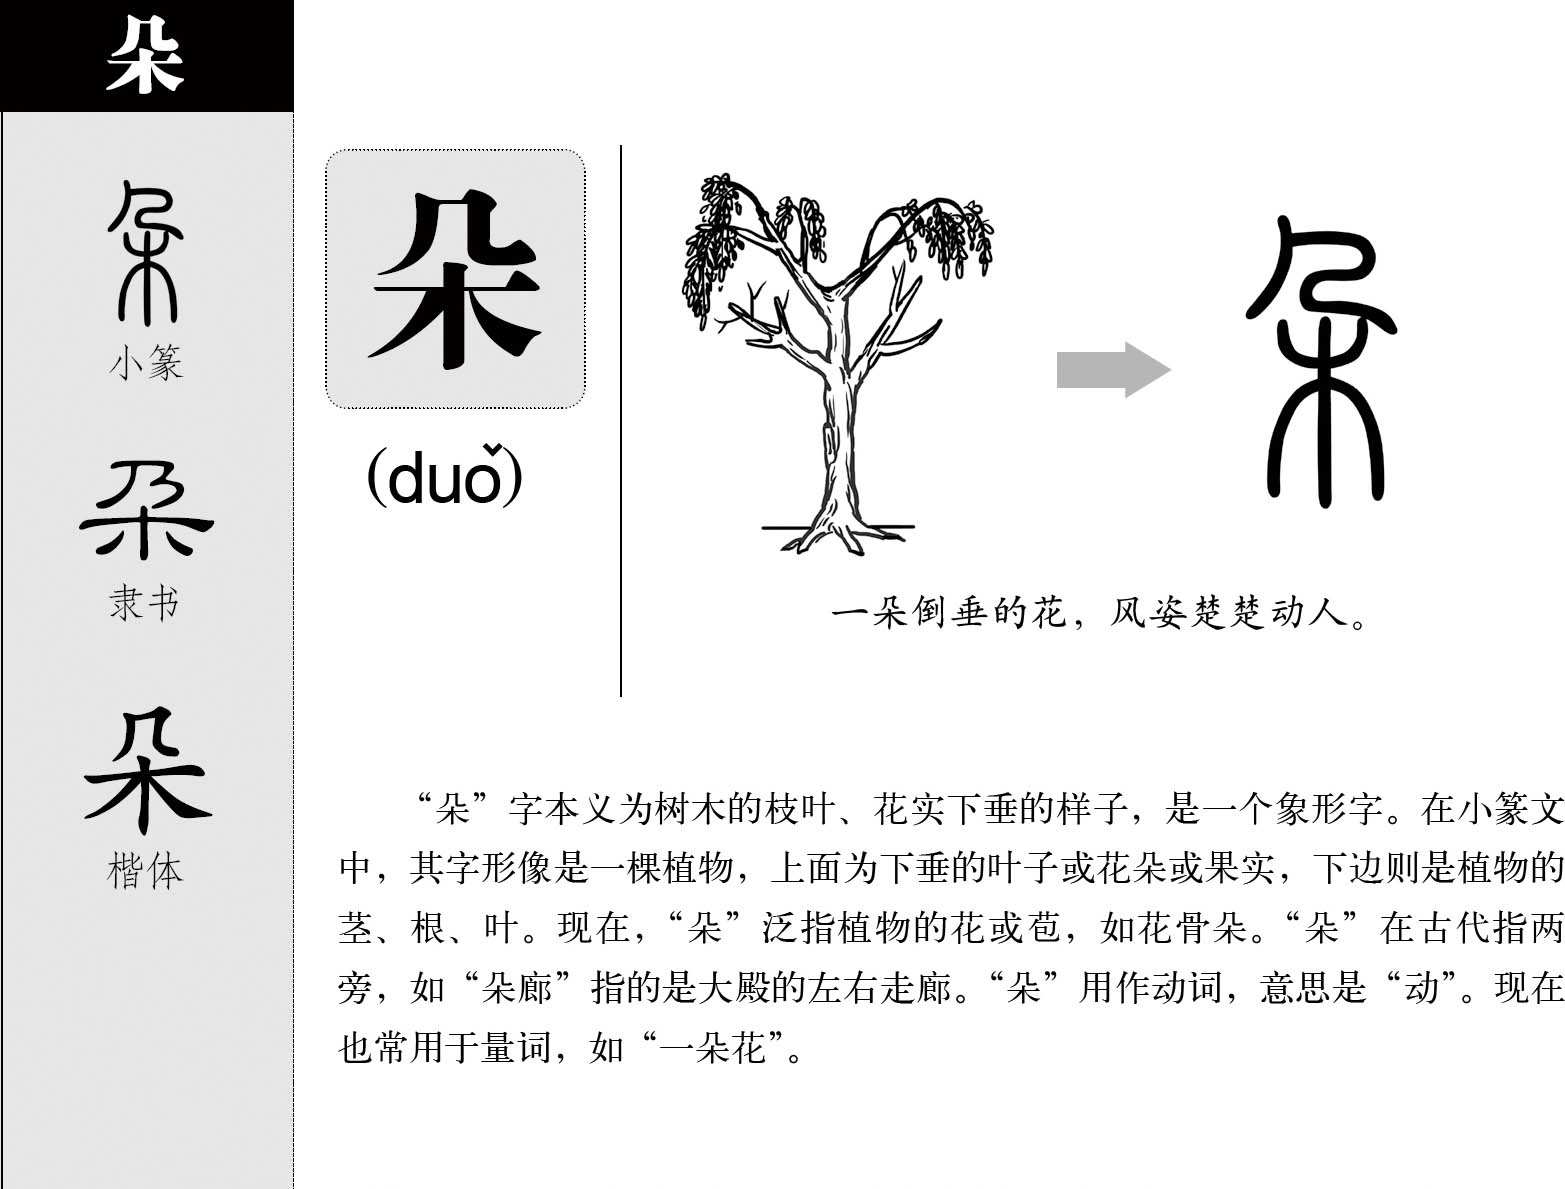 朵
小篆
隶书
楷体
朵
(duǒ)
一朵倒垂的花，风姿楚楚动人。
“朵”字本义为树木的枝叶、花实下垂的样子，是一个象形字。在小篆文
中，其字形像是一棵植物，上面为下垂的叶子或花朵或果实，下边则是植物的
茎、根、叶。现在，“朵”泛指植物的花或苞，如花骨朵。“朵”在古代指两
旁，如“朵廊”指的是大殿的左右走廊。“朵”用作动词，意思是“动”。现在
也常用于量词，如“一朵花”。